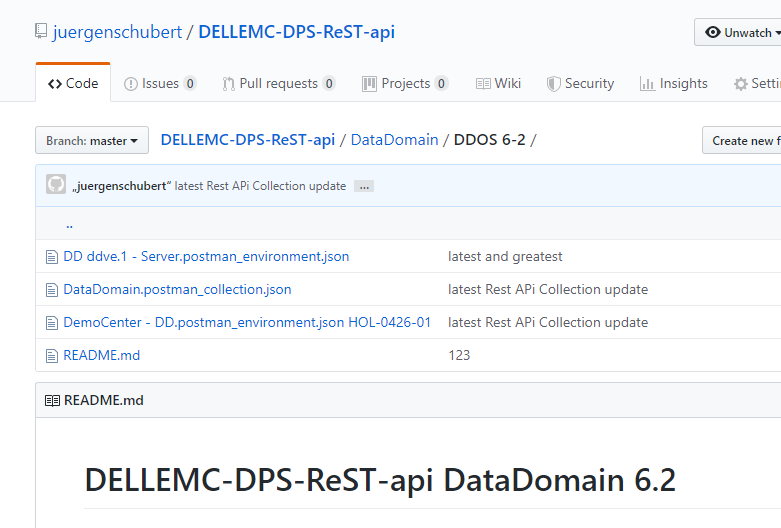 juergenschubert / DELLEMC-DPS-ReST-api
Unwatch
Code Issues 0 Pull requests 0 Projects 0 Wiki Security Insights
Branch: master DELLEMC-DPS-ReST-api / DataDomain / DDOS 6-2 /
Create new
„juergenschubert“ latest Rest APi Collection update ...
..
DD ddve.1 - Server.postman_environment.json latest and greatest
DataDomain.postman_collection.json latest Rest APi Collection update
DemoCenter - DD.postman_environment.json HOL-0426-01 latest Rest APi Collection update
README.md 123
README.md
DELLEMC-DPS-ReST-api DataDomain 6.2